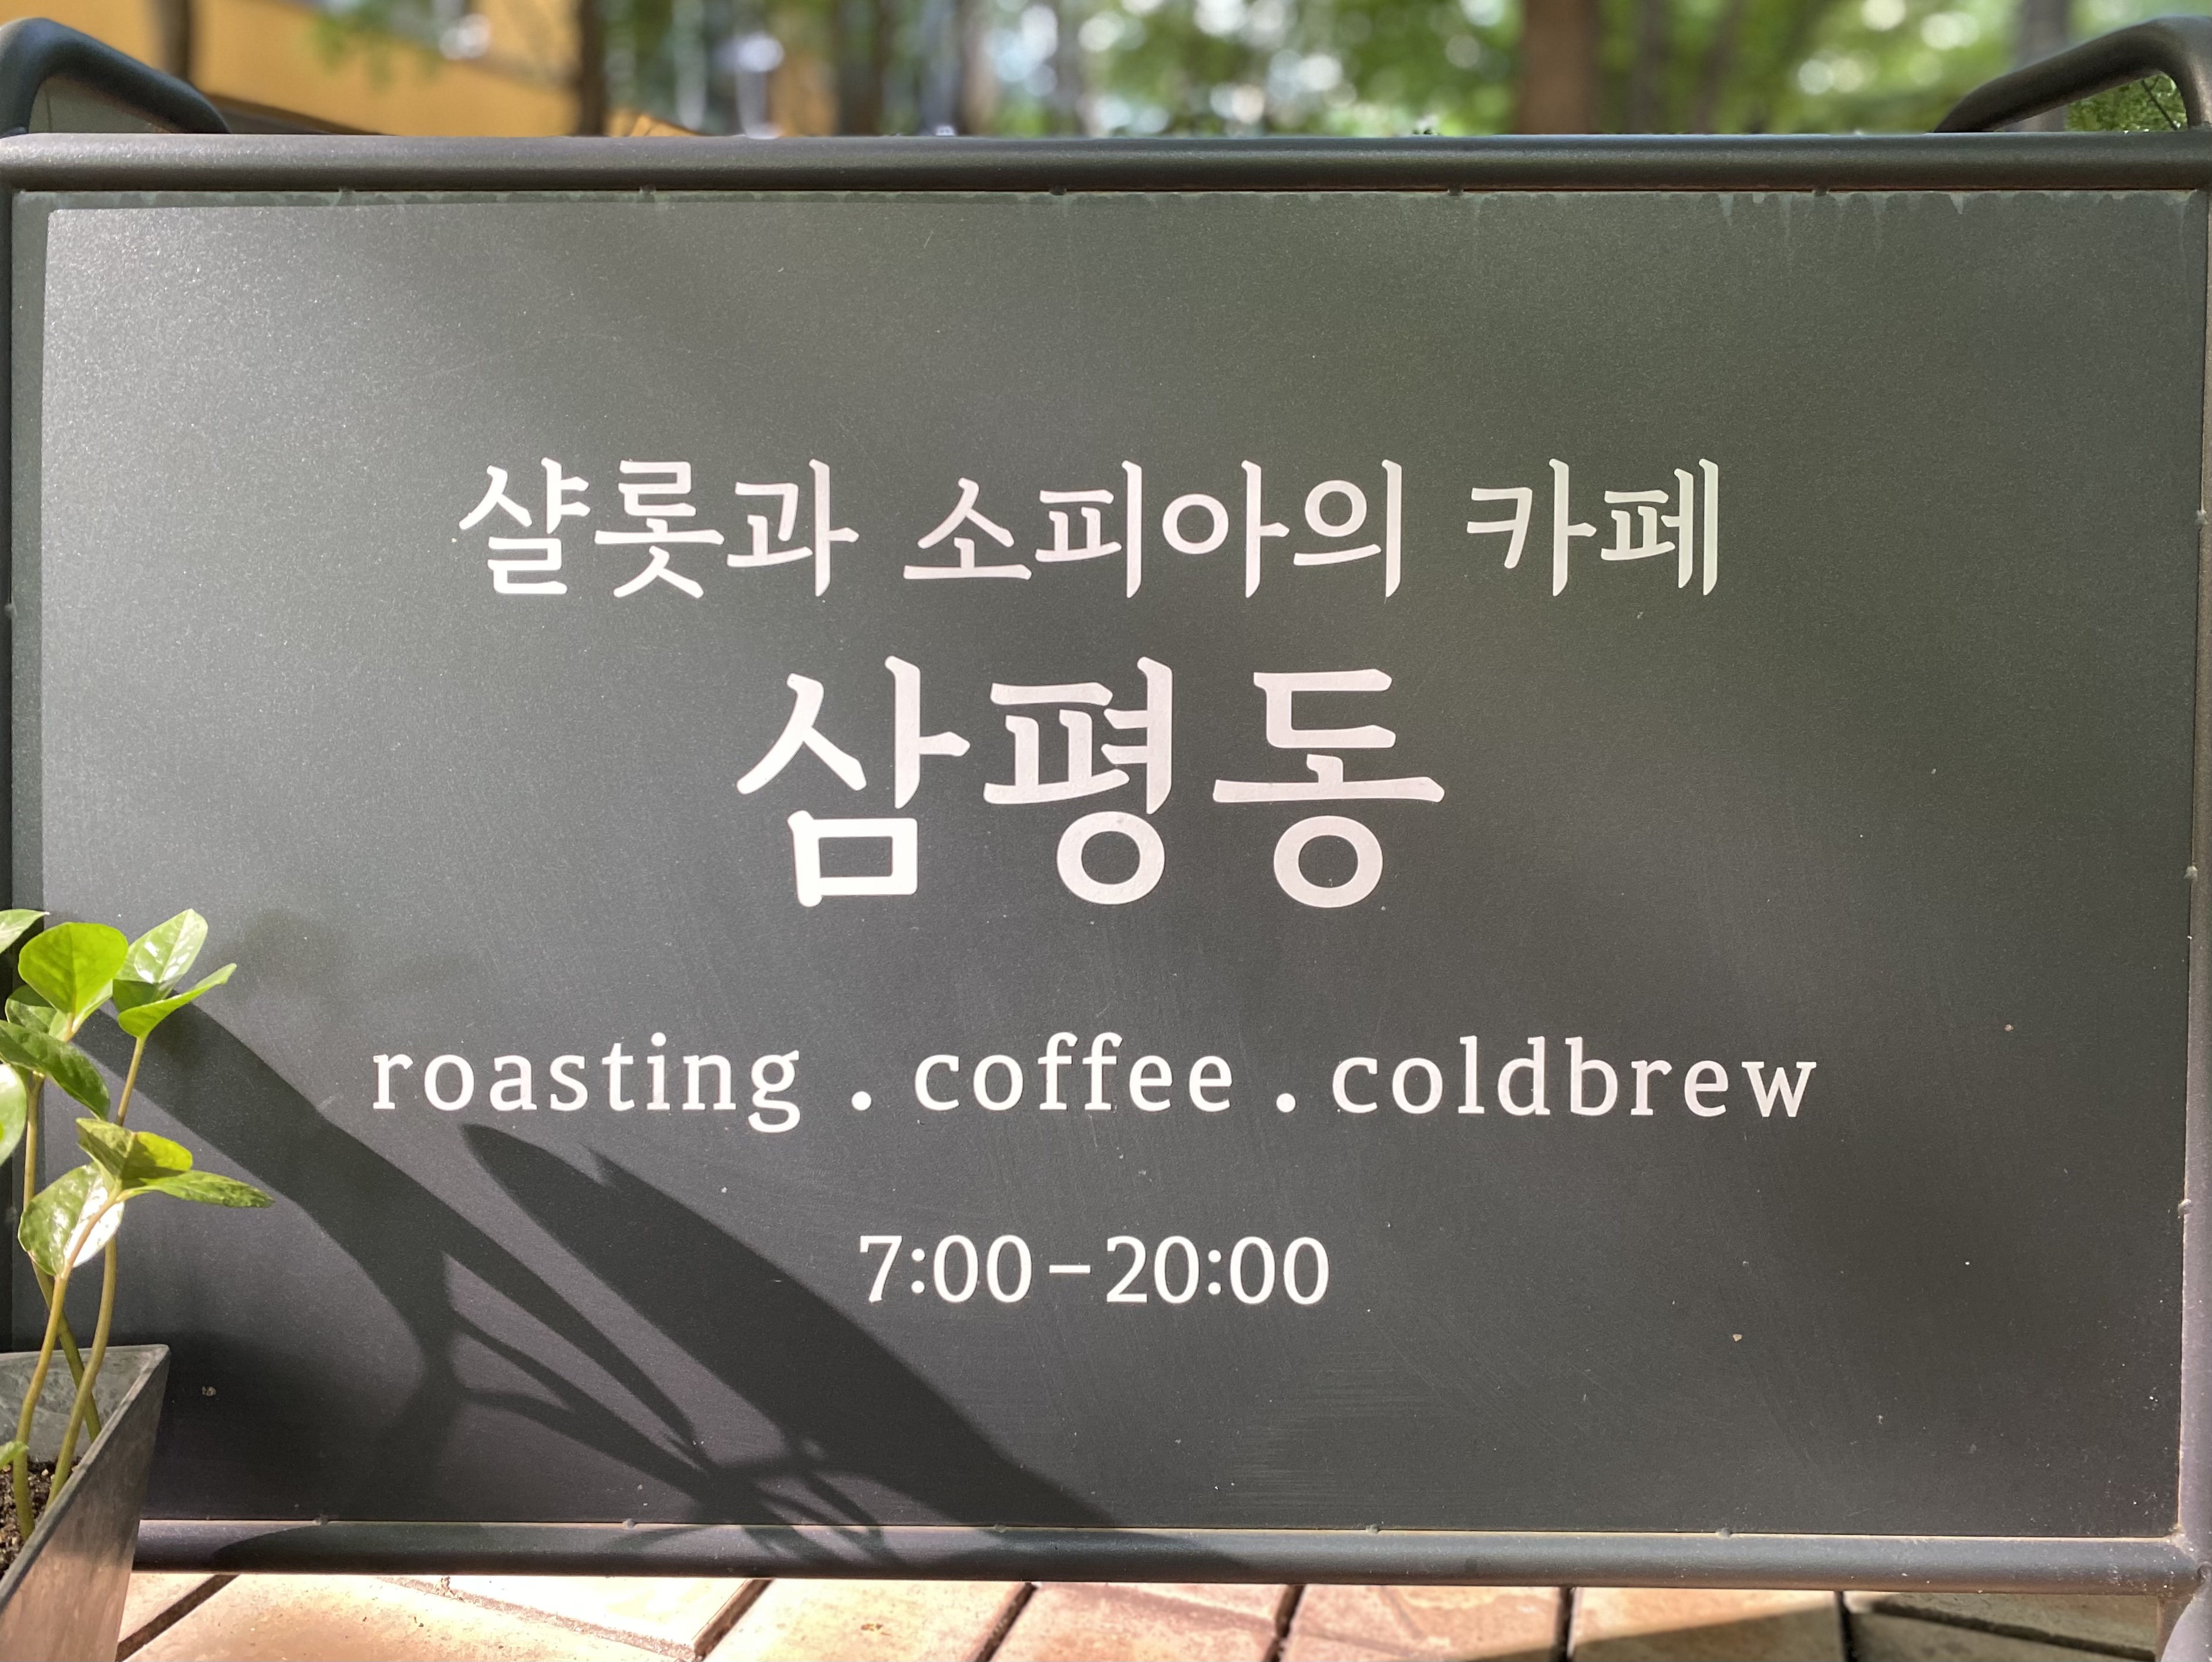 샬롯과 소피아의 카페
삼평동
roasting . coffee . coldbrew
7:00-20:00